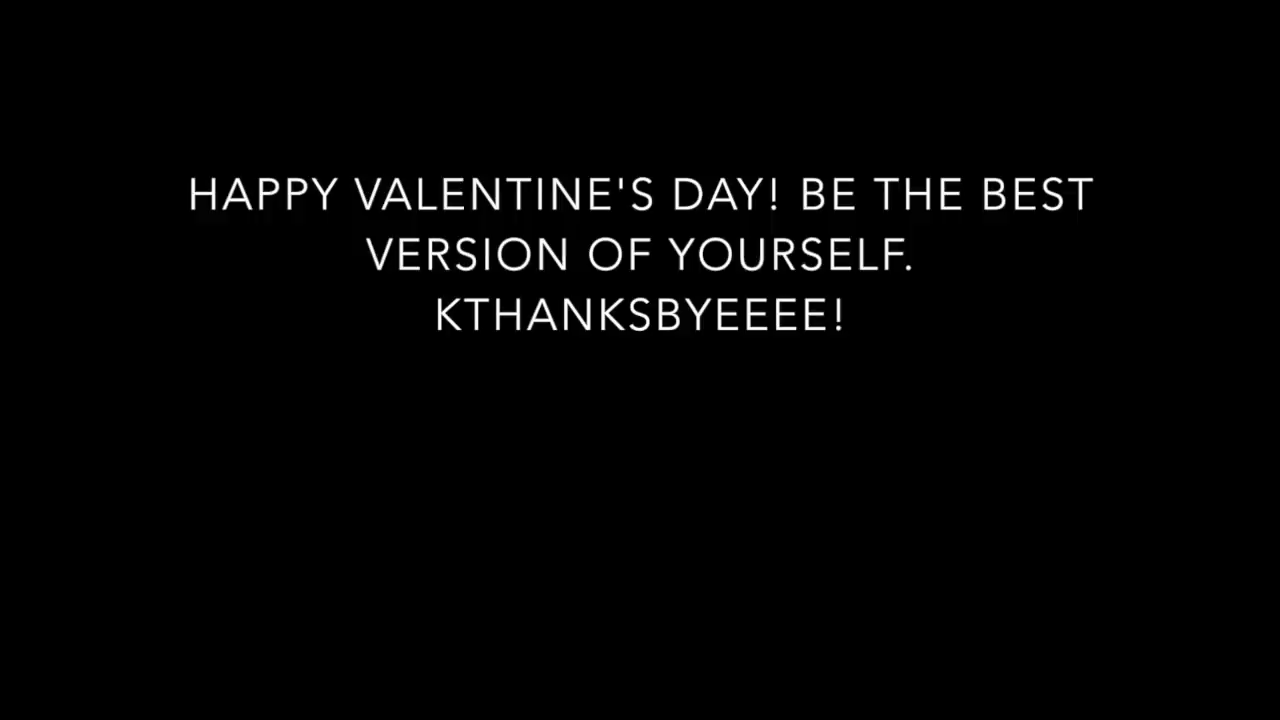 HAPPY VALENTINE'S DAY! BE THE BEST
VERSION OF YOURSELF.
KTHANKSBYEEEE!